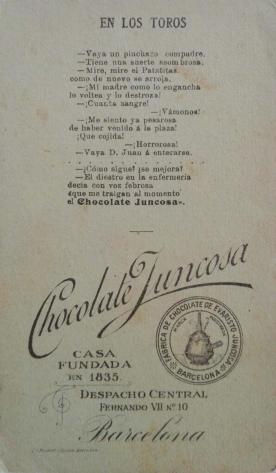 EN LOS TOROS
—Vaya un pinchazo compadre.
—Tiene una suerte asombrosa.
—Mire, mire el Patatitas
como de nuevo se arroja.
—¡Mi madre como lo engancha
lo voltea y lo destroza!
—¡Cuanta sangre!
—¡Vámonos!
—¡Me siento ya pesarosa
de haber venido á la plaza!
¡Que cojida!
—¡Horrorosa!
—Vaya D. Juan á enterarse.
—¿Cómo sigue? ¿se mejora?
—El diestro en la enfermería
decía con voz febrosa
«que me traigan al momento
el Chocolate Juncosa».
Chocolate Juncosa
FÁBRICA DE CHOCOLATE DE EVARISTO JUNCOSA
BARCELONA
MARCA
CASA
FUNDADA
EN 1835.
DESPACHO CENTRAL
FERNANDO VII Nº 10
Barcelona